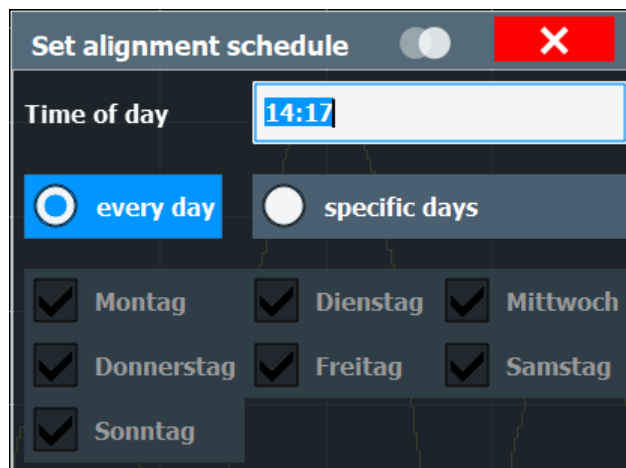 Set alignment schedule
Time of day 14:17
every day specific days
Montag Dienstag Mittwoch
Donnerstag Freitag Samstag
Sonntag